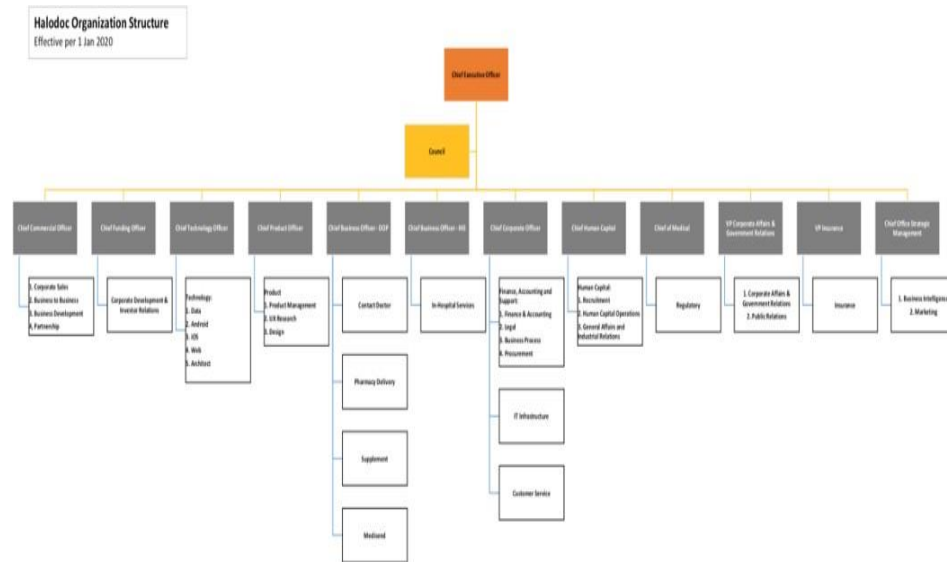 Halodoc Organization Structure
Effective per 1 Jan 2020
Chief Executive Officer
Council
Chief Commercial Officer
Chief Funding Officer
Chief Technology Officer
Chief Product Officer
Chief Business Officer
Chief Business Officer
Chief Corporate Officer
Chief Human Capital
Chief of Medical
VP Corporate Affairs &
Government Relations
VP Insurance
Chief Office Strategic
Management
1. Corporate Sales
2. Business to Business
3. Business Development
4. Partnership
Corporate Development &
Investor Relations
Technology:
1. Data
2. Android
3. iOS
4. Web
5. Architect
Product
1. Product Management
2. UX Research
3. Design
Contact Doctor
Pharmacy Delivery
Supplement
Medisend
In-Hospital Services
Finance, Accounting and
Support:
1. Finance & Accounting
2. Legal
3. Business Process
4. Procurement
IT Infrastructure
Customer Service
Human Capital:
1. Recruitment
2. Human Capital Operations
3. General Affairs and
Industrial Relations
Regulatory
1. Corporate Affairs &
Government Relations
2. Public Relations
Insurance
1. Business Intelligence
2. Marketing